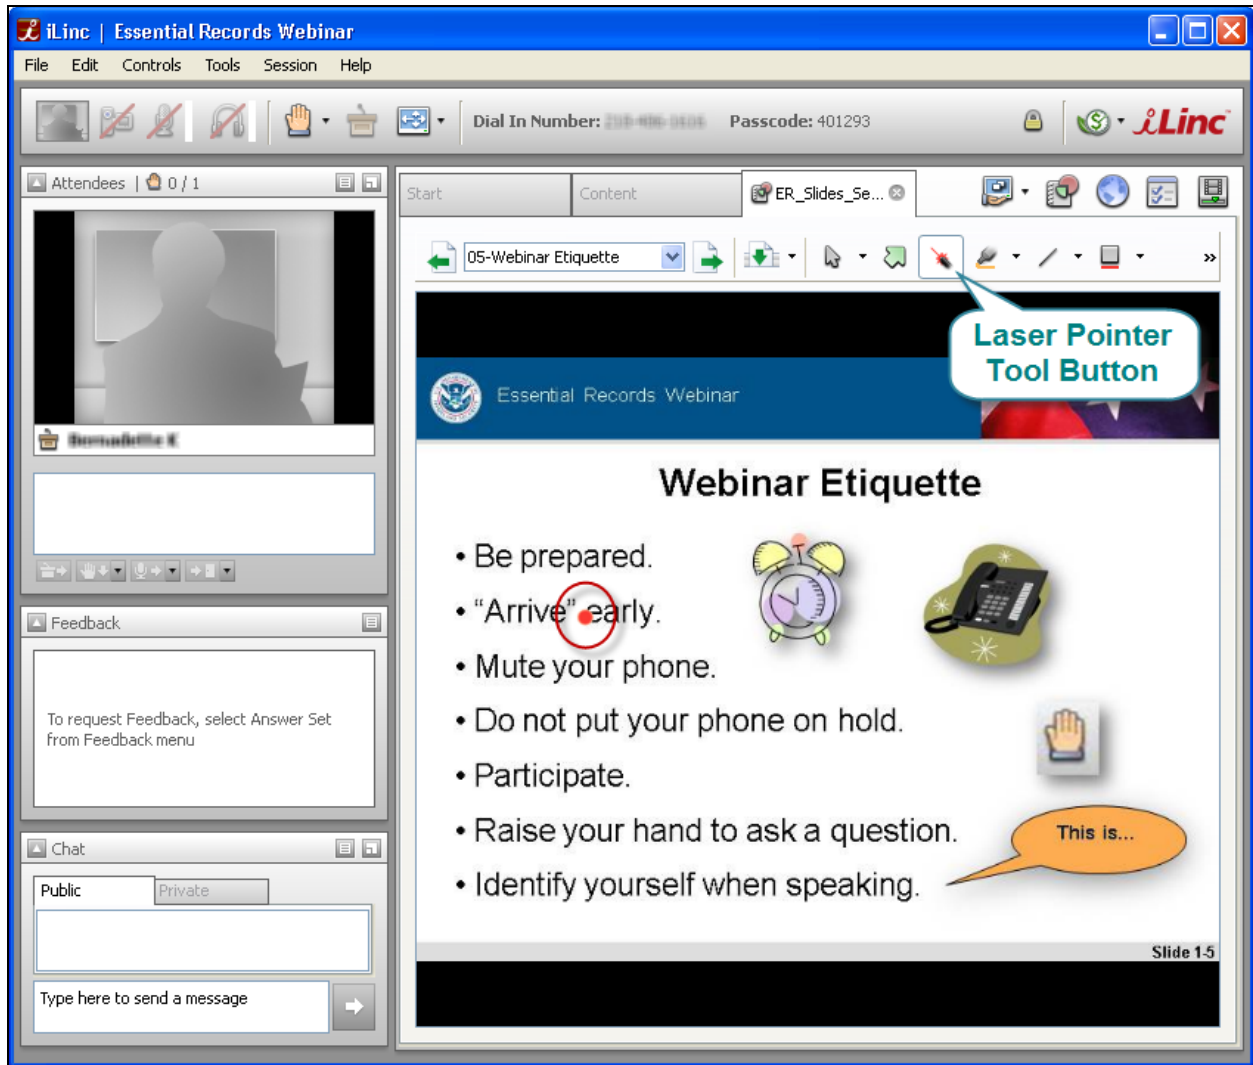 iLinc | Essential Records Webinar
File Edit Controls Tools Session Help
Dial In Number: Passcode: 401293
iLinc
Attendees | 0 / 1
Start Content ER_Slides_Se...
05-Webinar Etiquette
»
Laser Pointer
Tool Button
Essential Records Webinar
Webinar Etiquette
• Be prepared.
• “Arrive” early.
• Mute your phone.
• Do not put your phone on hold.
• Participate.
• Raise your hand to ask a question.
• Identify yourself when speaking.
This is...
Slide 1-5
Feedback
To request Feedback, select Answer Set
from Feedback menu
Chat
Public Private
Type here to send a message